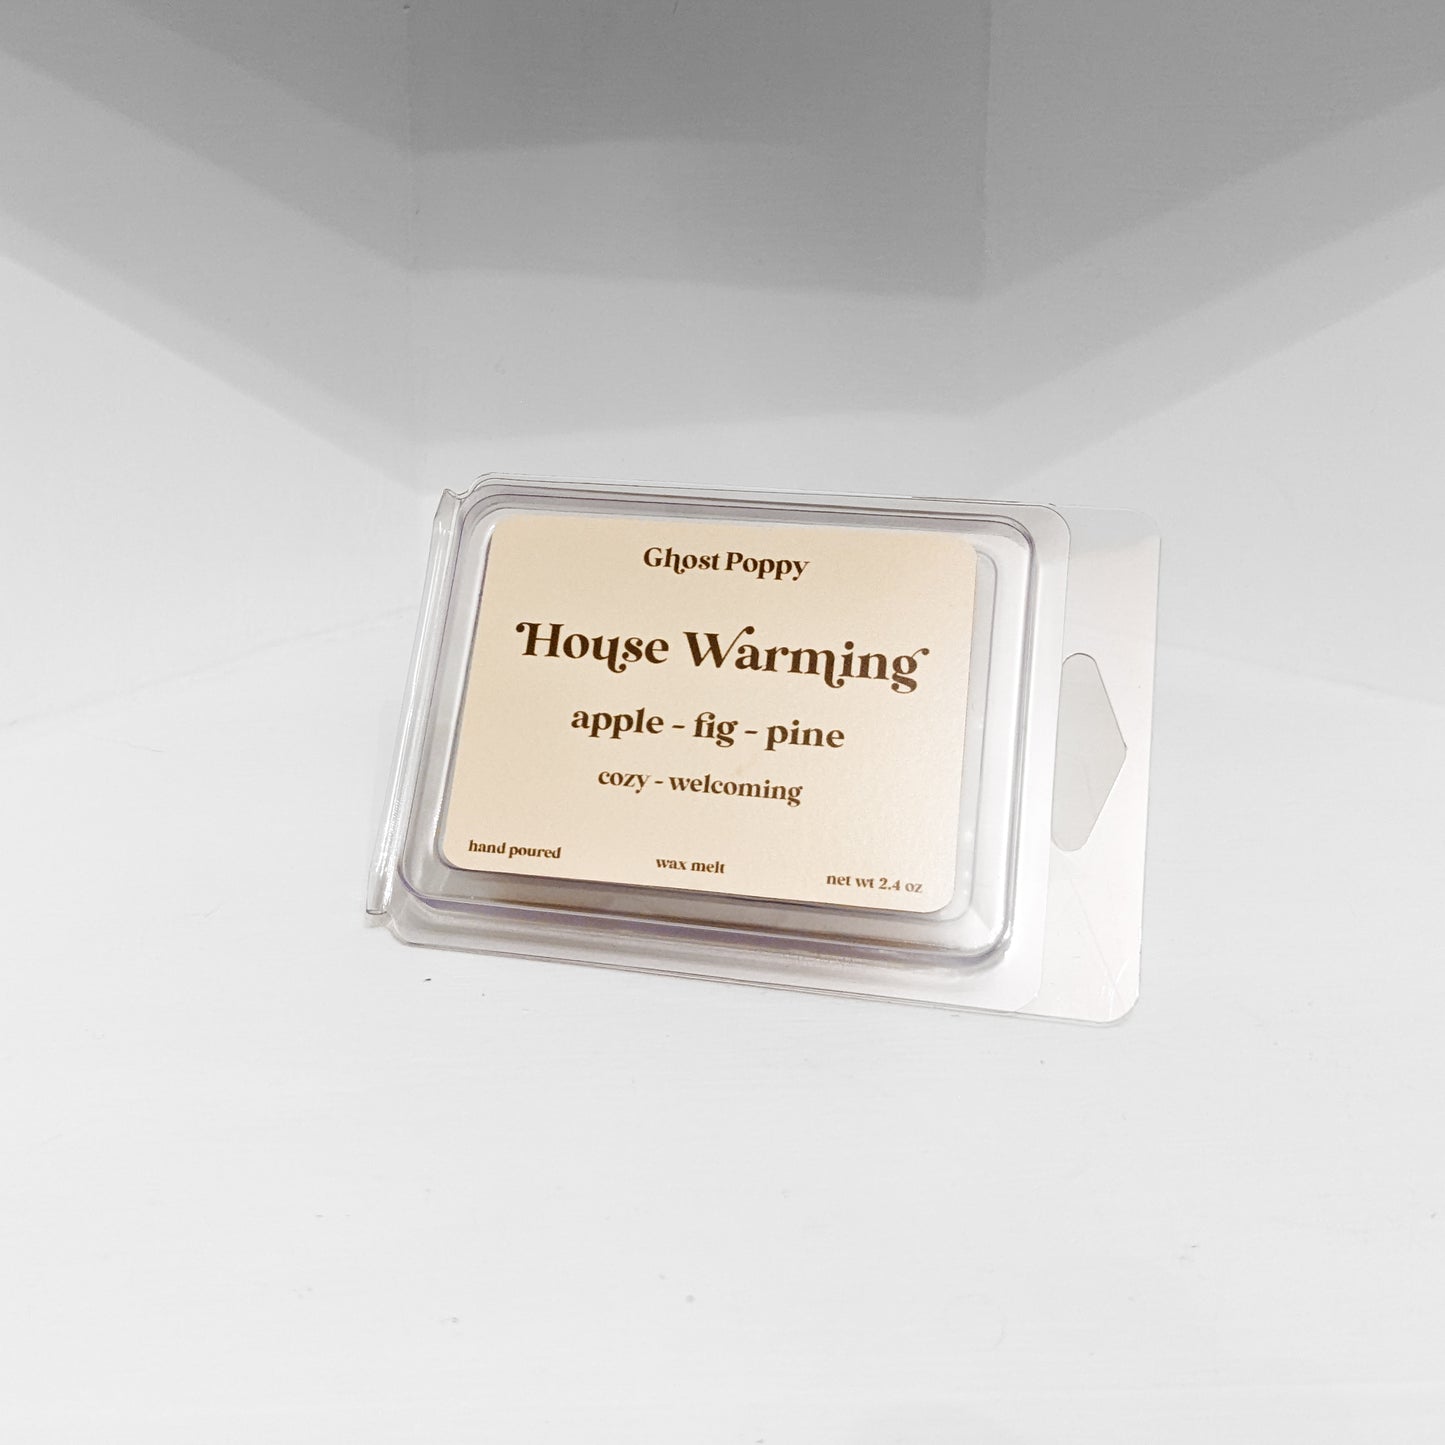 Ghost Poppy
House Warming
apple - fig - pine
cozy - welcoming
hand poured
wax melt
net wt 2.4 oz